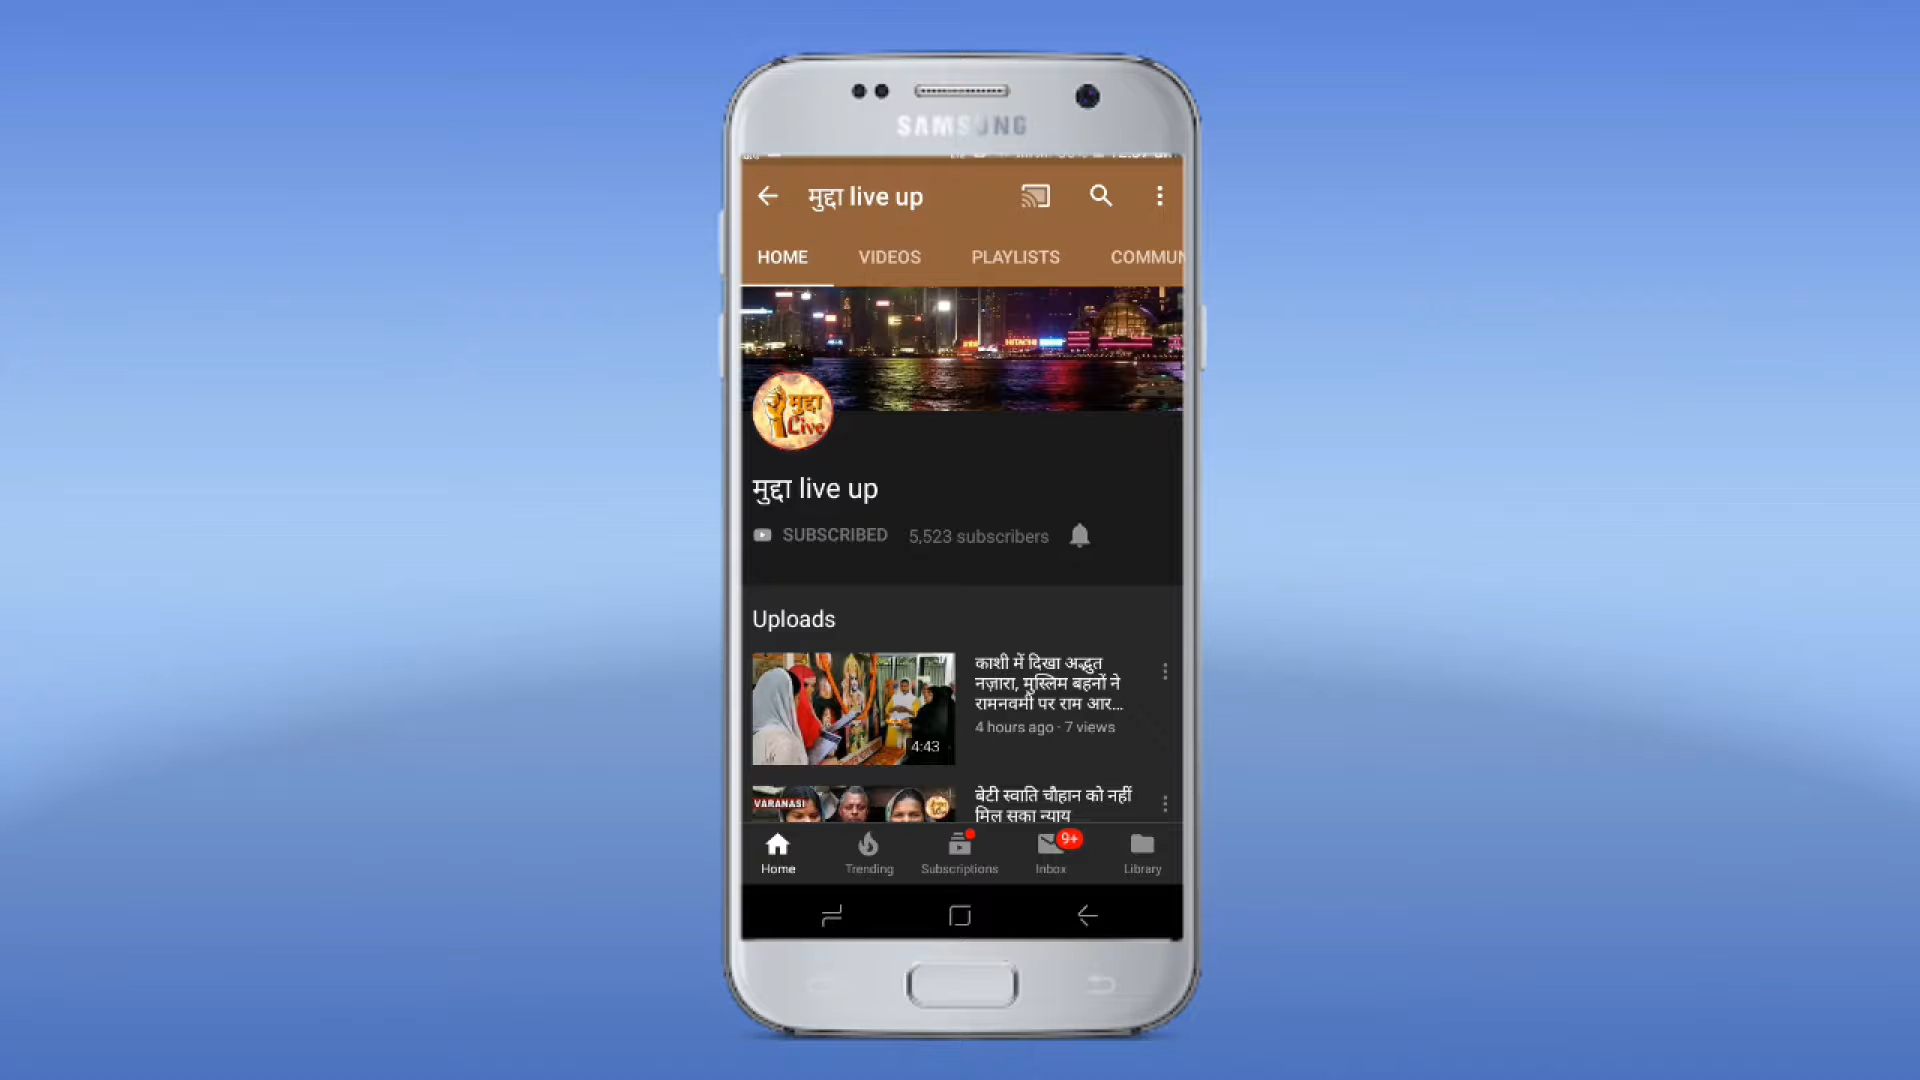 SAMSUNG
मुद्दा live up
HOME VIDEOS PLAYLISTS COMMUN
HITACHI
मुद्दा
Live
मुद्दा live up
SUBSCRIBED 5,523 subscribers
Uploads
काशी में दिखा अद्भुत
नज़ारा, मुस्लिम बहनों ने
रामनवमी पर राम आर...
4 hours ago · 7 views
4:43
VARANASI
बेटी स्वाति चौहान को नहीं
मिल सका न्याय
9+
Home Trending Subscriptions Inbox Library